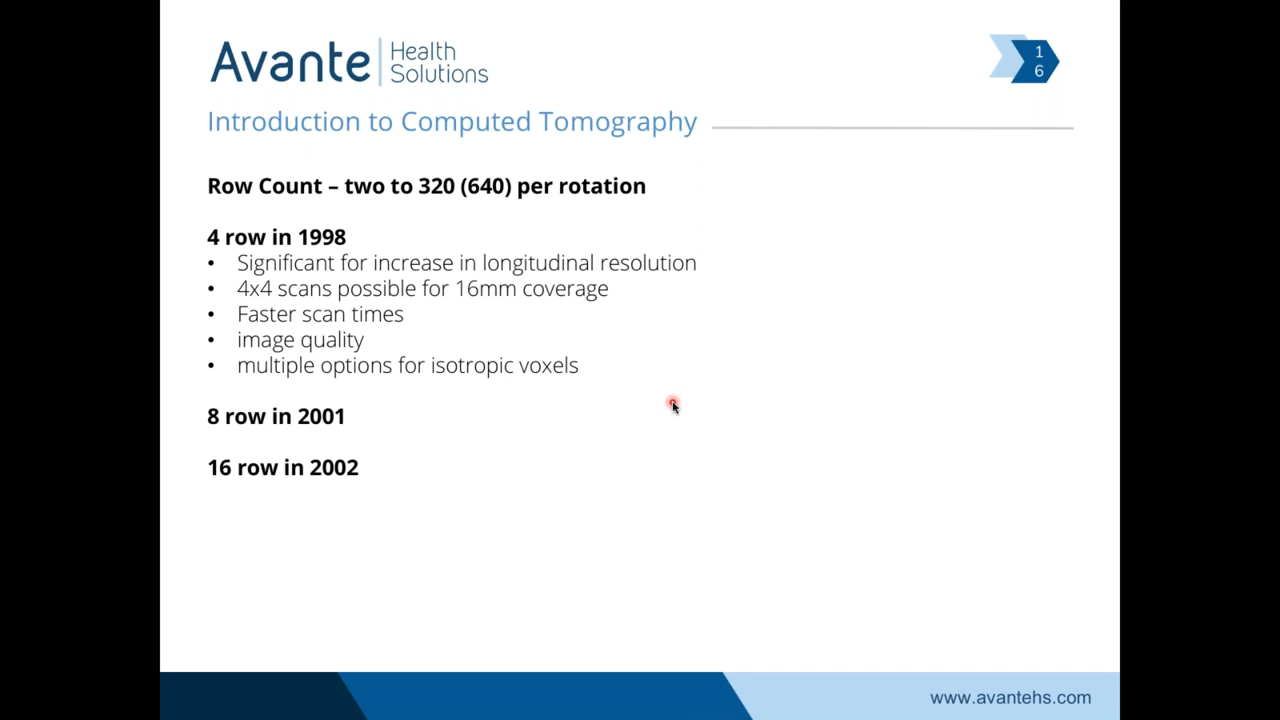 Avante Health Solutions
1
6
Introduction to Computed Tomography
Row Count – two to 320 (640) per rotation
4 row in 1998
• Significant for increase in longitudinal resolution
• 4x4 scans possible for 16mm coverage
• Faster scan times
• image quality
• multiple options for isotropic voxels
8 row in 2001
16 row in 2002
www.avantehs.com